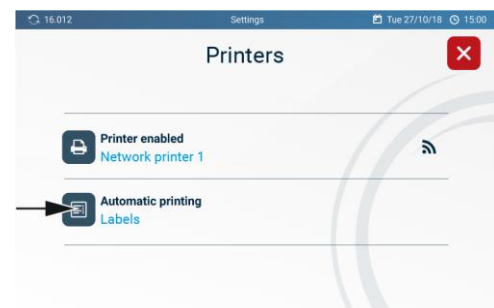 16.012 Settings Tue 27/10/18 15:00
Printers
Printer enabled
Network printer 1
Automatic printing
Labels